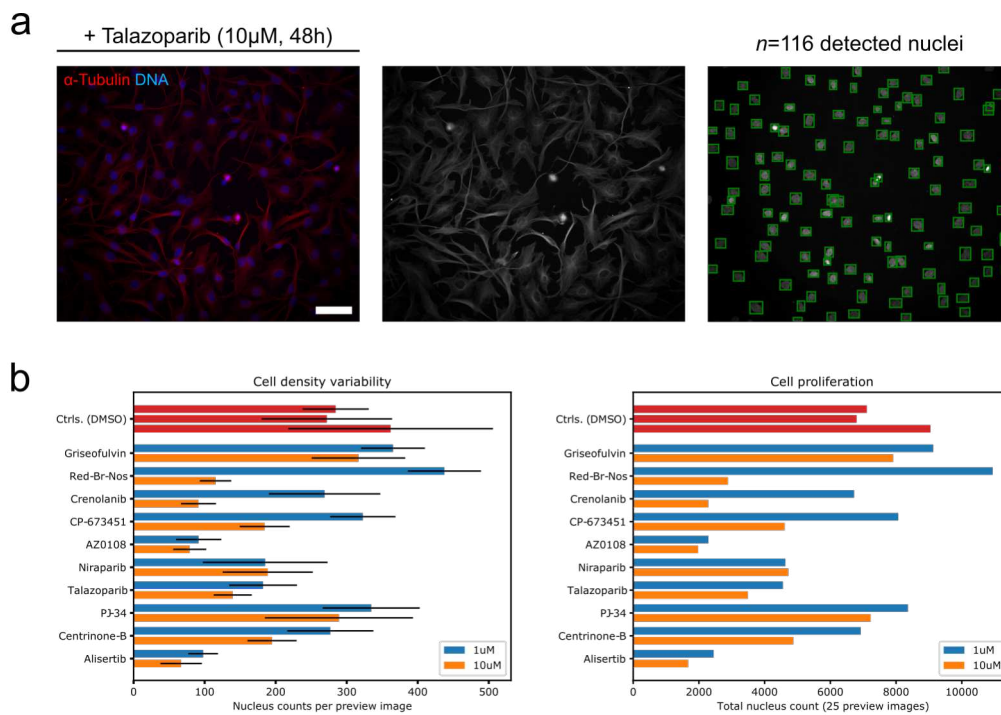 a
+ Talazoparib (10µM, 48h)
n=116 detected nuclei
α-Tubulin DNA
b
Cell density variability
Ctrls. (DMSO)
Griseofulvin
Red-Br-Nos
Crenolanib
CP-673451
AZ0108
Niraparib
Talazoparib
PJ-34
Centrinone-B
Alisertib
1uM
10uM
0 100 200 300 400 500
Nucleus counts per preview image
Cell proliferation
Ctrls. (DMSO)
Griseofulvin
Red-Br-Nos
Crenolanib
CP-673451
AZ0108
Niraparib
Talazoparib
PJ-34
Centrinone-B
Alisertib
1uM
10uM
0 2000 4000 6000 8000 10000
Total nucleus count (25 preview images)